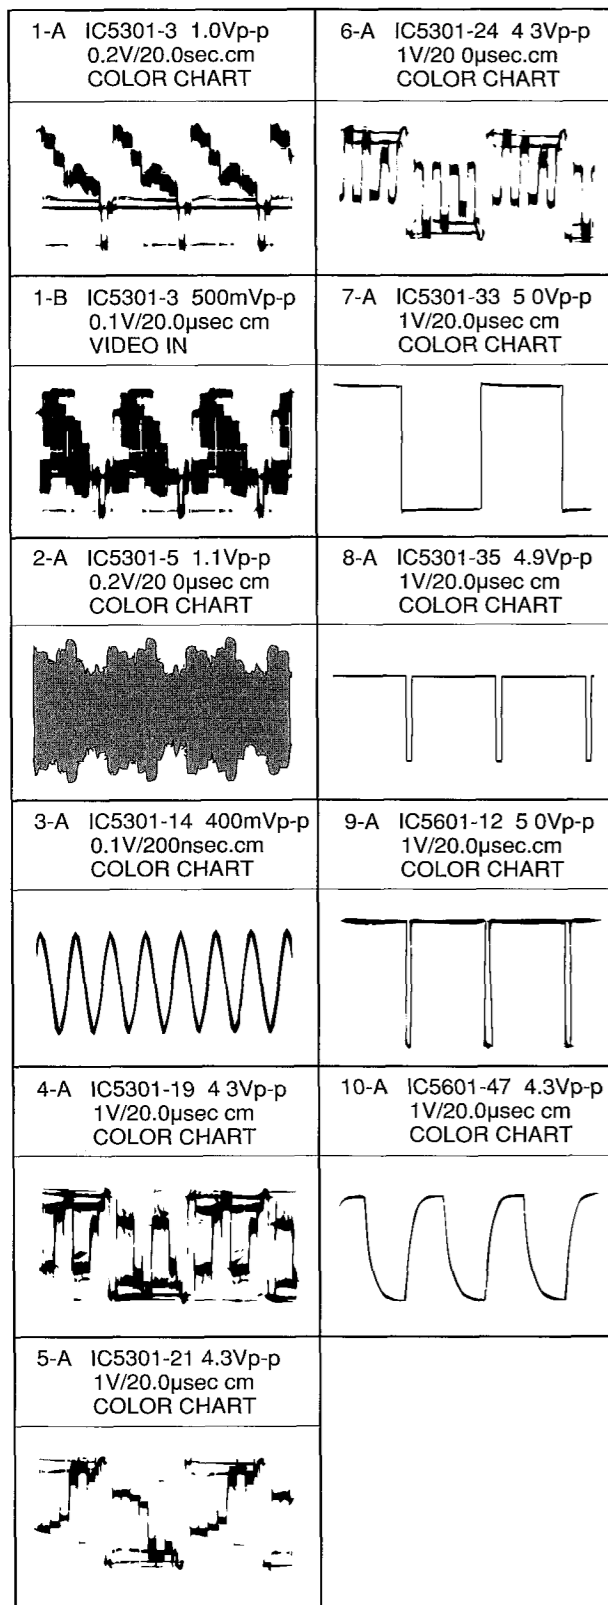 1-A IC5301-3 1.0Vp-p
0.2V/20.0sec.cm
COLOR CHART
6-A IC5301-24 4 3Vp-p
1V/20 0µsec.cm
COLOR CHART
1-B IC5301-3 500mVp-p
0.1V/20.0µsec cm
VIDEO IN
7-A IC5301-33 5 0Vp-p
1V/20.0µsec.cm
COLOR CHART
2-A IC5301-5 1.1Vp-p
0.2V/20 0µsec cm
COLOR CHART
8-A IC5301-35 4.9Vp-p
1V/20.0µsec cm
COLOR CHART
3-A IC5301-14 400mVp-p
0.1V/200nsec.cm
COLOR CHART
9-A IC5601-12 5 0Vp-p
1V/20.0µsec.cm
COLOR CHART
4-A IC5301-19 4 3Vp-p
1V/20.0µsec cm
COLOR CHART
10-A IC5601-47 4.3Vp-p
1V/20.0µsec cm
COLOR CHART
5-A IC5301-21 4.3Vp-p
1V/20.0µsec cm
COLOR CHART